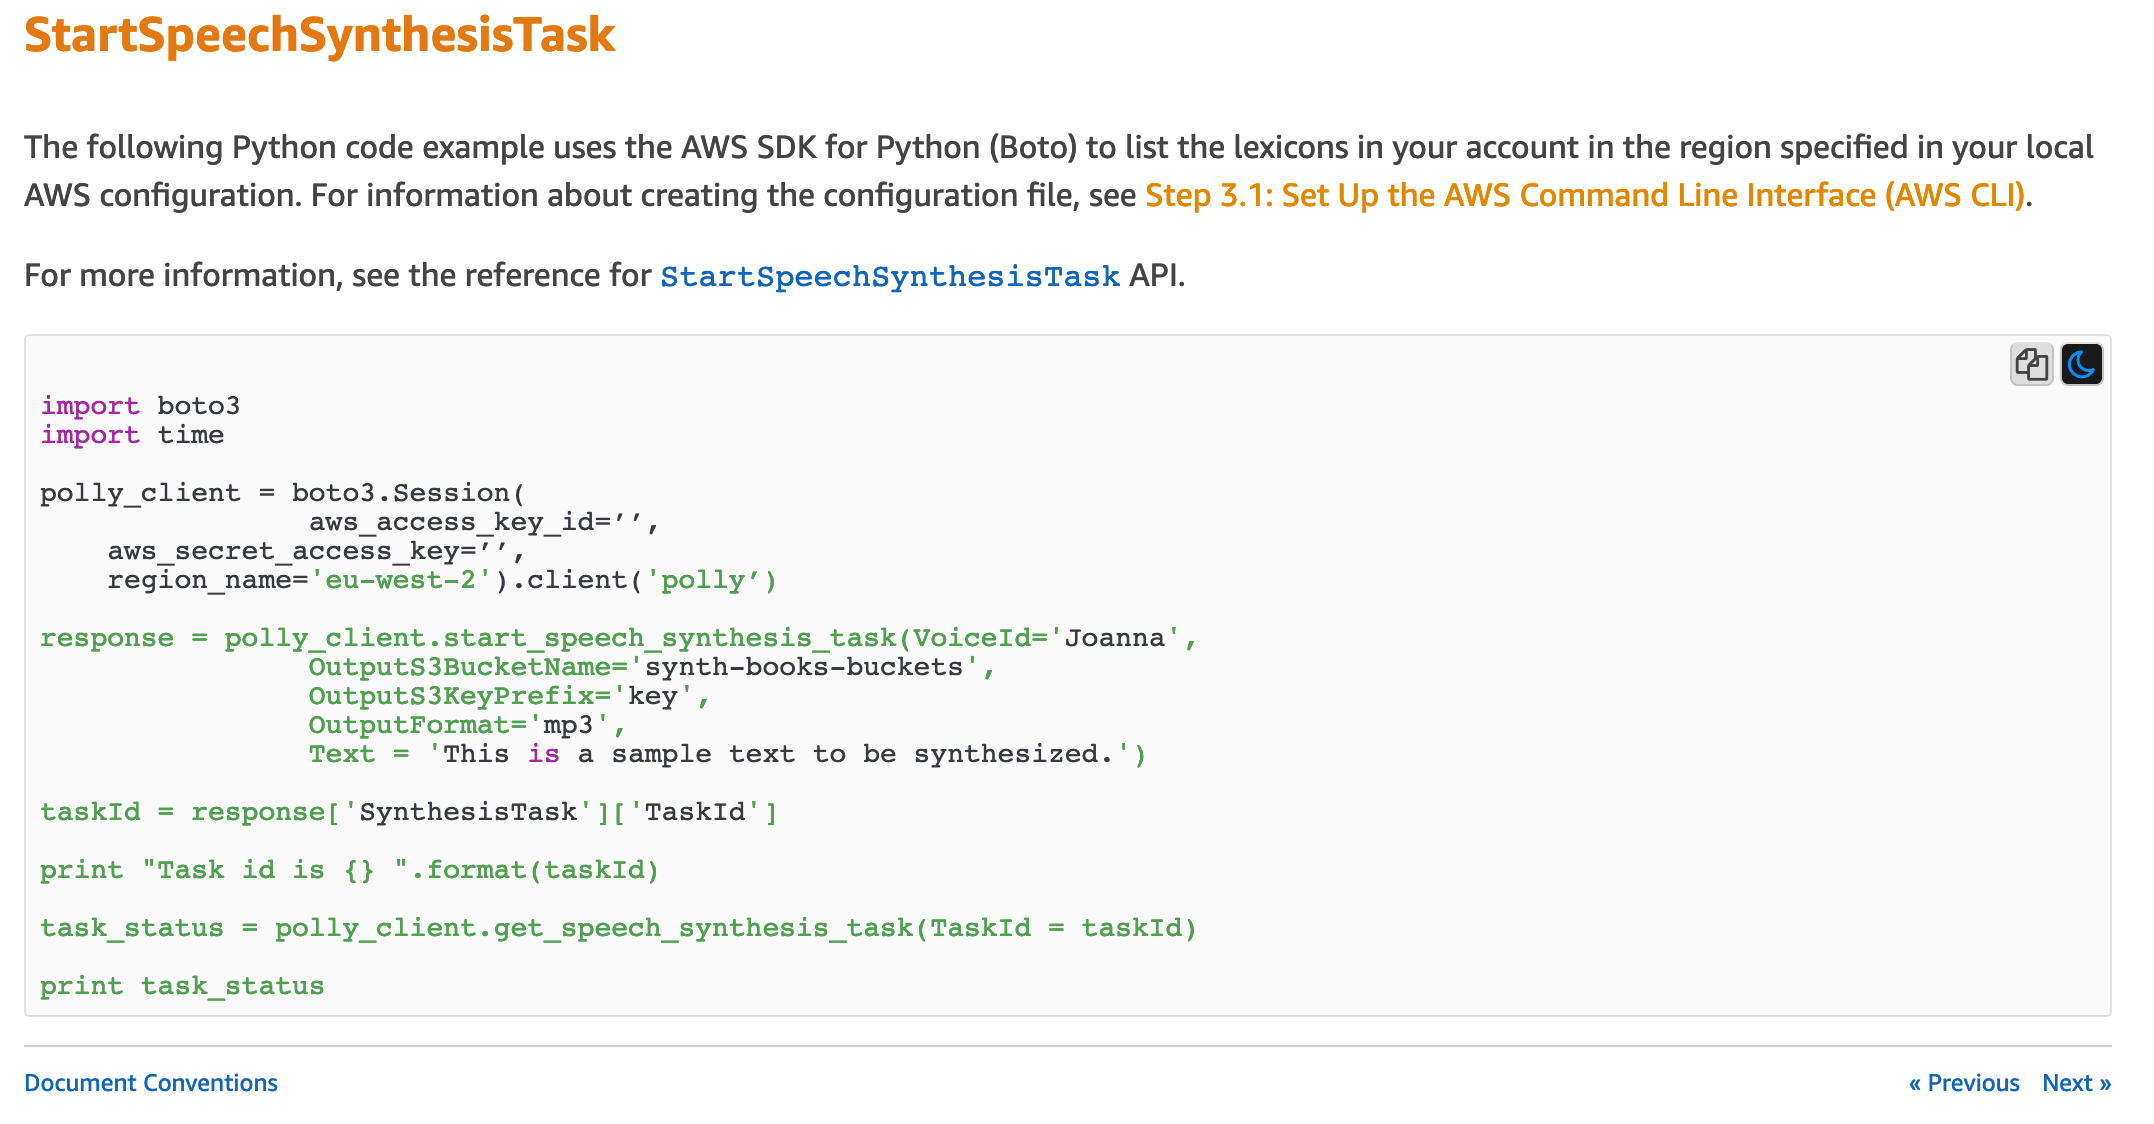 StartSpeechSynthesisTask
The following Python code example uses the AWS SDK for Python (Boto) to list the lexicons in your account in the region specified in your local
AWS configuration. For information about creating the configuration file, see Step 3.1: Set Up the AWS Command Line Interface (AWS CLI).
For more information, see the reference for StartSpeechSynthesisTask API.
import boto3
import time
polly_client = boto3.Session(
                aws_access_key_id=’’,
    aws_secret_access_key=’’,
    region_name='eu-west-2').client('polly’)
response = polly_client.start_speech_synthesis_task(VoiceId='Joanna',
                OutputS3BucketName='synth-books-buckets',
                OutputS3KeyPrefix='key',
                OutputFormat='mp3',
                Text = 'This is a sample text to be synthesized.')
taskId = response['SynthesisTask']['TaskId']
print "Task id is {} ".format(taskId)
task_status = polly_client.get_speech_synthesis_task(TaskId = taskId)
print task_status
Document Conventions
« Previous Next »